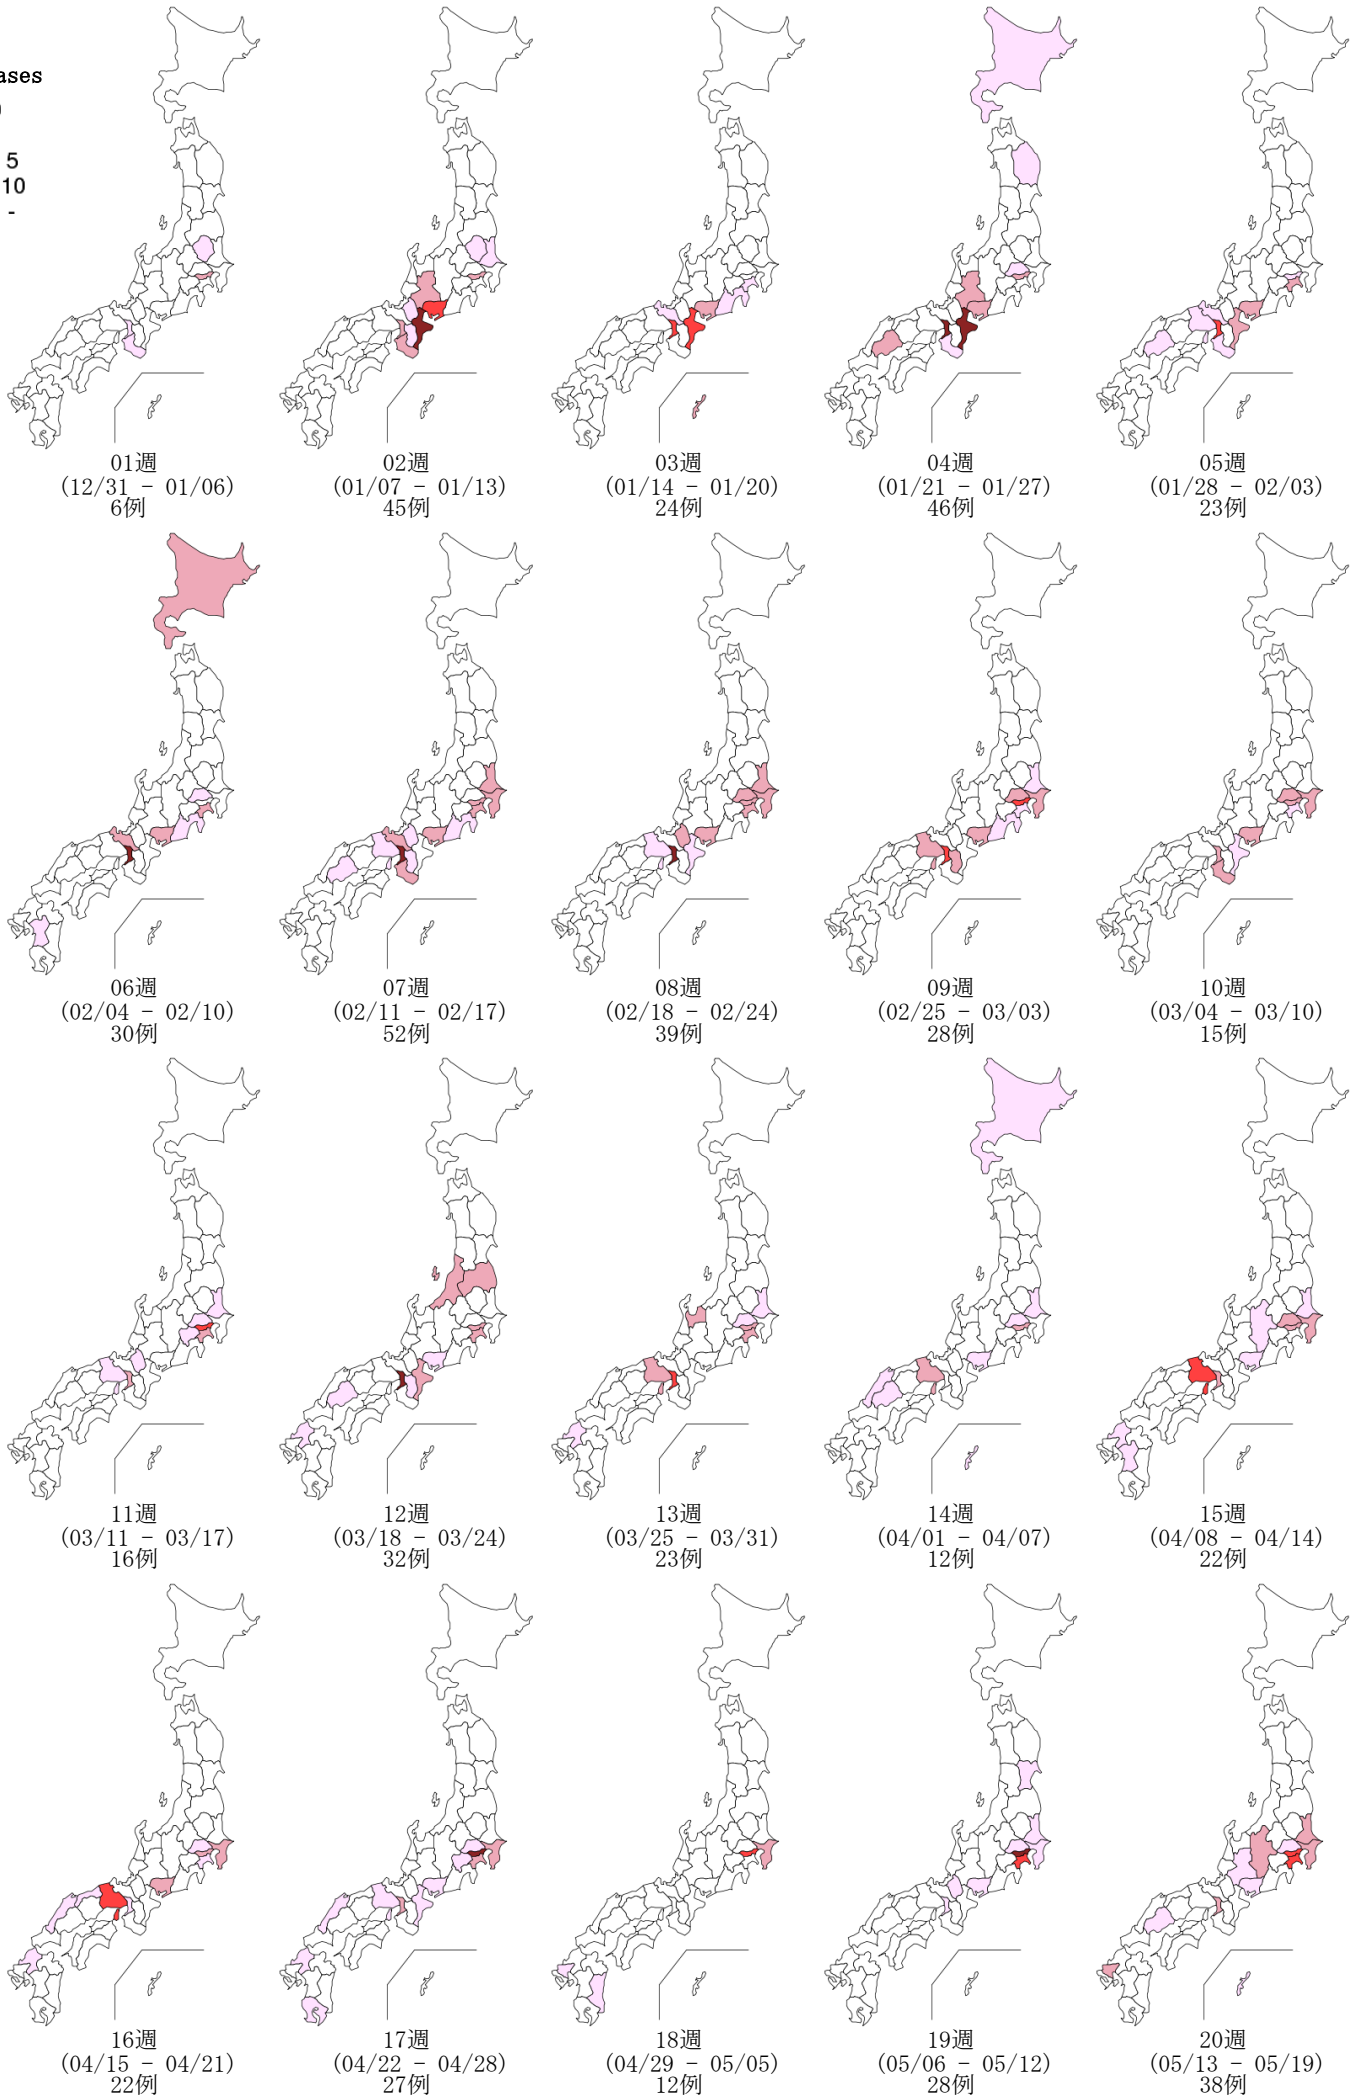 ases
5
10
-
01週
(12/31 - 01/06)
6例
02週
(01/07 - 01/13)
45例
03週
(01/14 - 01/20)
24例
04週
(01/21 - 01/27)
46例
05週
(01/28 - 02/03)
23例
06週
(02/04 - 02/10)
30例
07週
(02/11 - 02/17)
52例
08週
(02/18 - 02/24)
39例
09週
(02/25 - 03/03)
28例
10週
(03/04 - 03/10)
15例
11週
(03/11 - 03/17)
16例
12週
(03/18 - 03/24)
32例
13週
(03/25 - 03/31)
23例
14週
(04/01 - 04/07)
12例
15週
(04/08 - 04/14)
22例
16週
(04/15 - 04/21)
22例
17週
(04/22 - 04/28)
27例
18週
(04/29 - 05/05)
12例
19週
(05/06 - 05/12)
28例
20週
(05/13 - 05/19)
38例